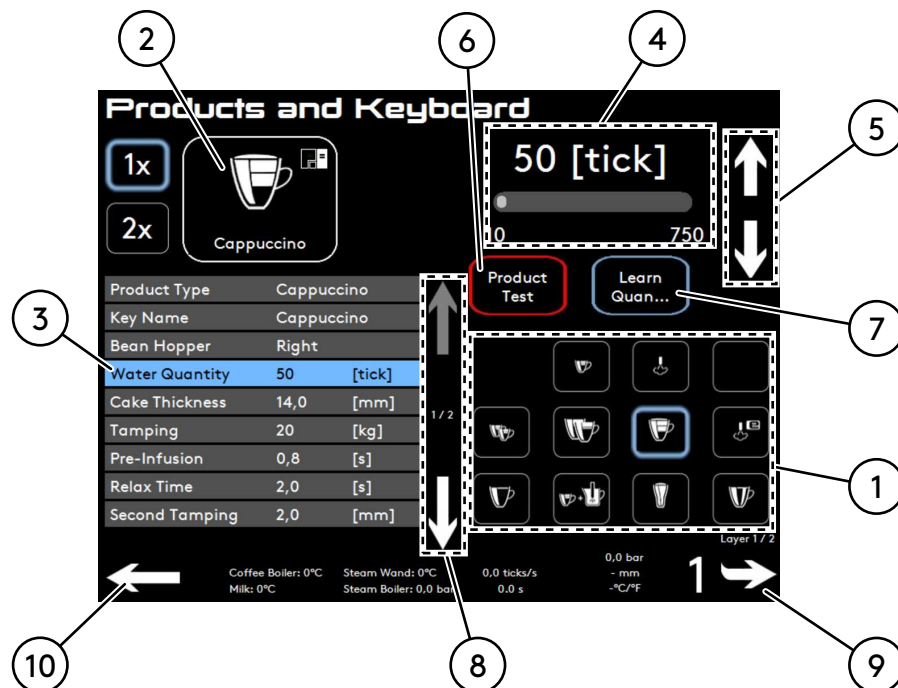 2
6
4
Products and Keyboard
5
1x
50 [tick]
2x
Cappuccino
0
750
Product Type Cappuccino
Product
Test
Learn
Quan...
3
7
Key Name Cappuccino
Bean Hopper Right
Water Quantity 50 [tick]
Cake Thickness 14,0 [mm]
1 / 2
Tamping 20 [kg]
Pre-Infusion 0,8 [s]
1
Relax Time 2,0 [s]
Second Tamping 2,0 [mm]
Layer 1 / 2
Coffee Boiler: 0°C Steam Wand: 0°C 0,0 ticks/s 0,0 bar
- mm
Milk: 0°C Steam Boiler: 0,0 bar 0.0 s -°C/°F
1
10
8
9